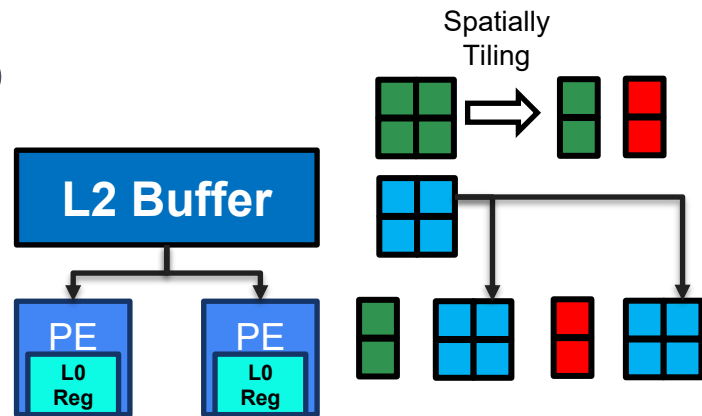 Spatially
Tiling
)
L2 Buffer
PE
L0
Reg
PE
L0
Reg